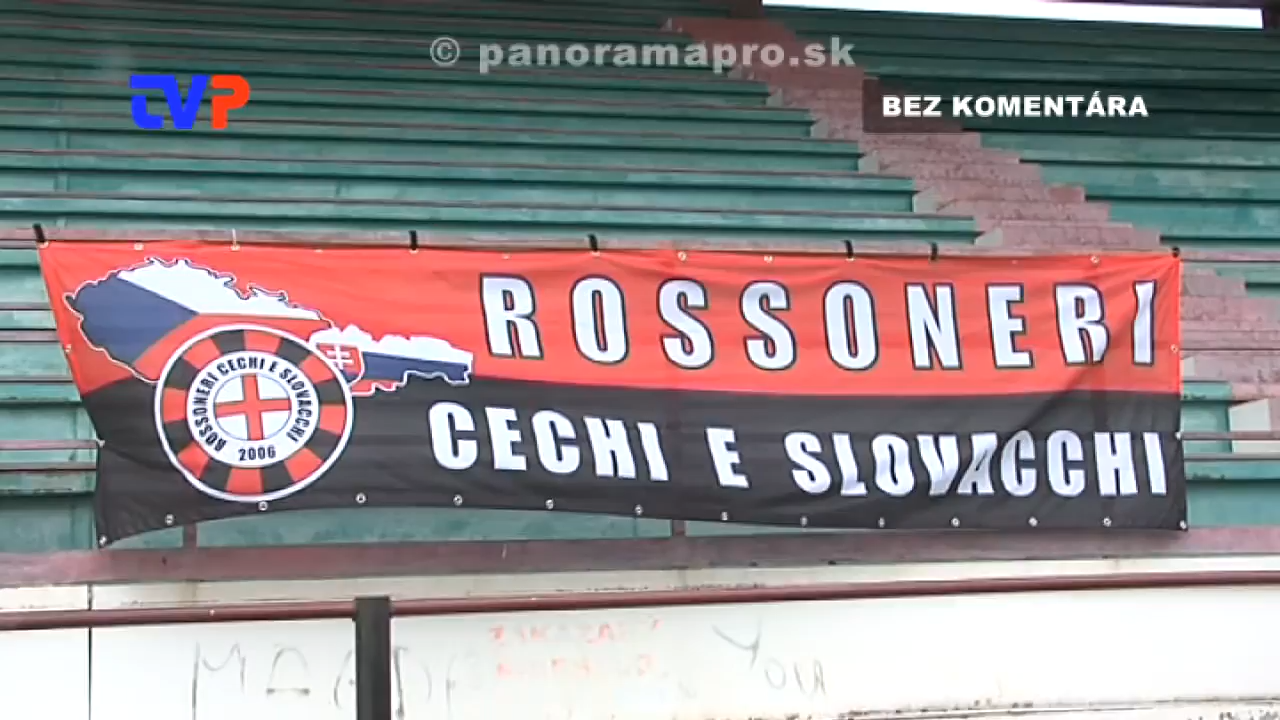 © panoramapro.sk
TVP
BEZ KOMENTÁRA
ROSSONERI
CECHI E SLOVACCHI
ROSSONERI CECHI E SLOVACCHI
2006